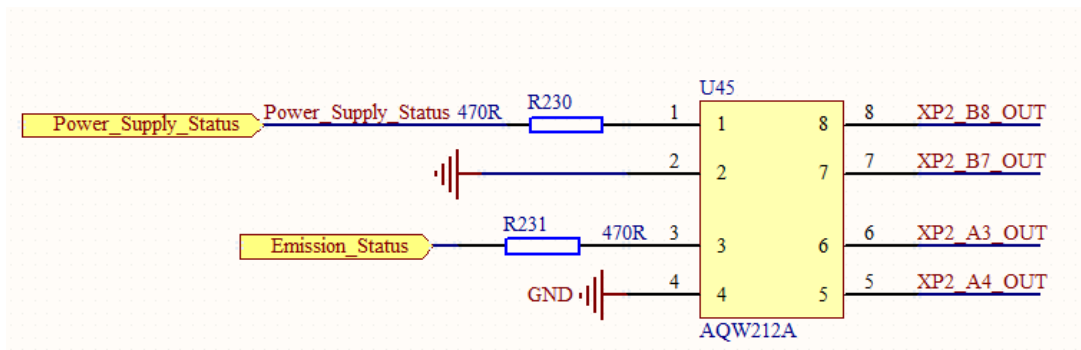 U45
Power_Supply_Status Power_Supply_Status 470R R230 1 1 8 8 XP2_B8_OUT
2 2 7 7 XP2_B7_OUT
Emission_Status R231 470R 3 3 6 6 XP2_A3_OUT
GND 4 4 5 5 XP2_A4_OUT
AQW212A